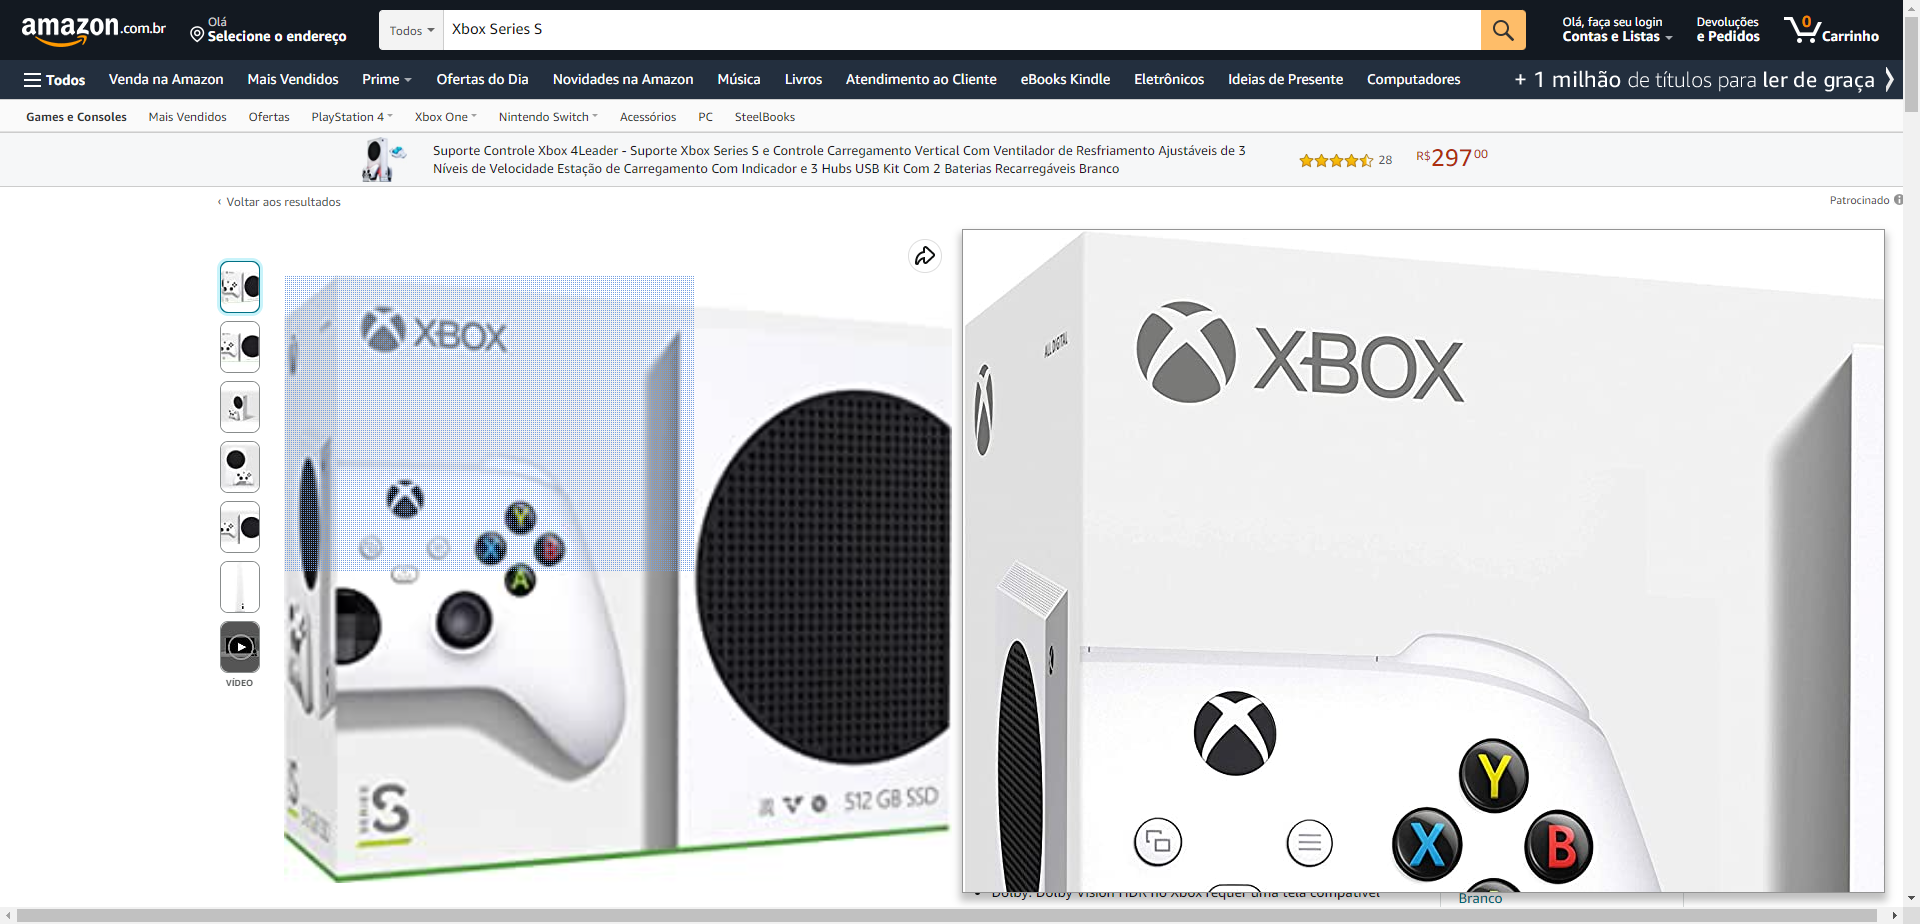 amazon.com.br
Olá
Selecione o endereço
Todos
Xbox Series S
Olá, faça seu login
Contas e Listas
Devoluções
e Pedidos
0
Carrinho
Todos
Venda na Amazon
Mais Vendidos
Prime
Ofertas do Dia
Novidades na Amazon
Música
Livros
Atendimento ao Cliente
eBooks Kindle
Eletrônicos
Ideias de Presente
Computadores
+ 1 milhão de títulos para ler de graça
Games e Consoles
Mais Vendidos
Ofertas
PlayStation 4
Xbox One
Nintendo Switch
Acessórios
PC
SteelBooks
Suporte Controle Xbox 4Leader - Suporte Xbox Series S e Controle Carregamento Vertical Com Ventilador de Resfriamento Ajustáveis de 3
Níveis de Velocidade Estação de Carregamento Com Indicador e 3 Hubs USB Kit Com 2 Baterias Recarregáveis Branco
28
R$29700
‹ Voltar aos resultados
Patrocinado
XBOX
Y
X
B
A
SERIES S
512 GB SSD
VÍDEO
ALL DIGITAL
XBOX
Y
X
B
Dolby: Dolby Vision HDR no Xbox requer uma tela compatível
Branco